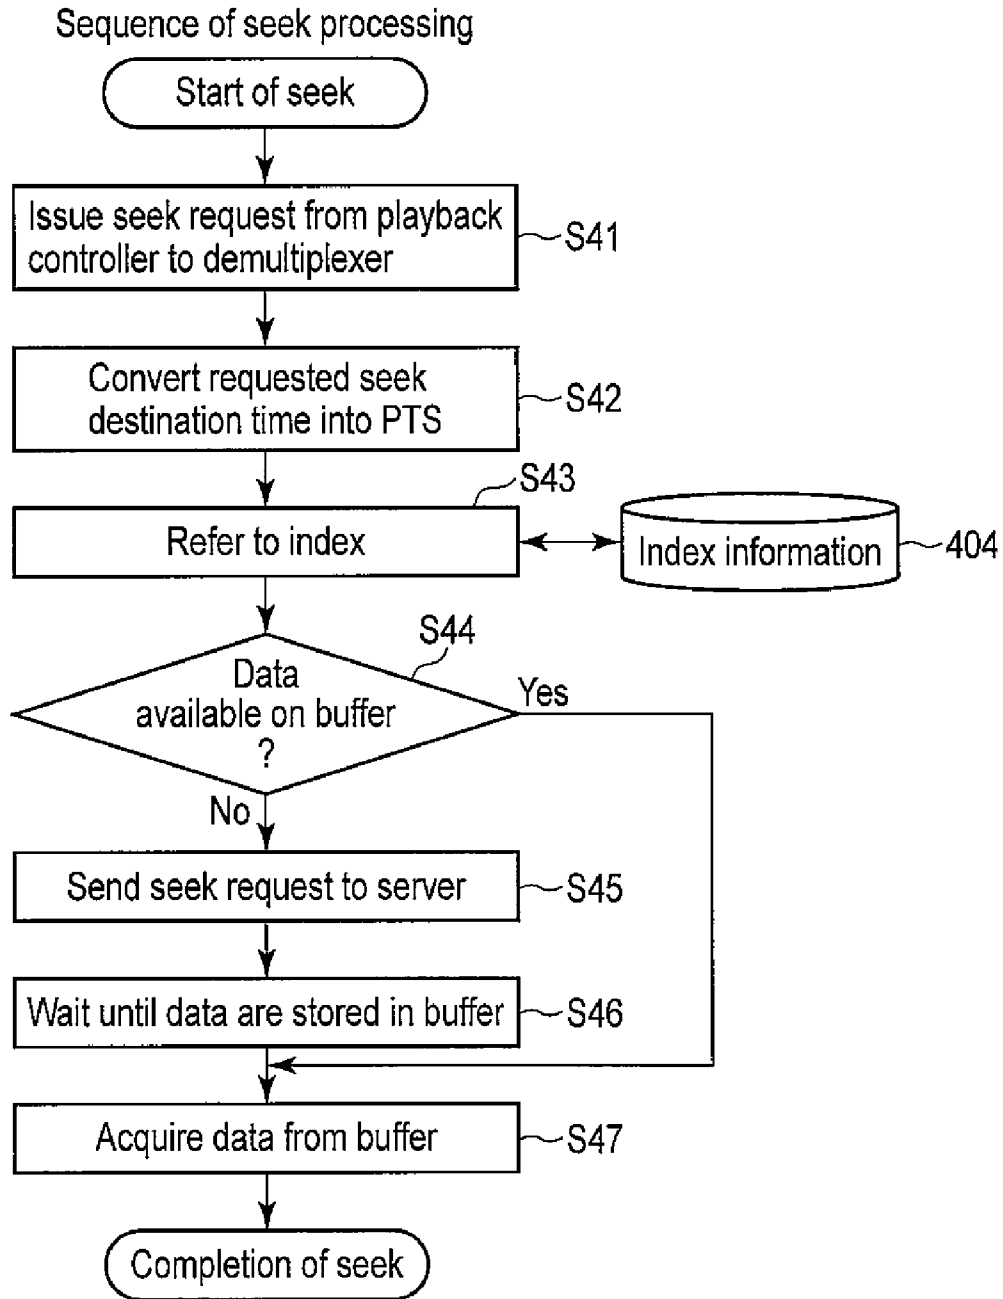 Sequence of seek processing
Start of seek
Issue seek request from playback
controller to demultiplexer
S41
Convert requested seek
destination time into PTS
S42
S43
Refer to index
Index information
404
S44
Data
available on buffer
?
Yes
No
Send seek request to server
S45
Wait until data are stored in buffer
S46
Acquire data from buffer
S47
Completion of seek